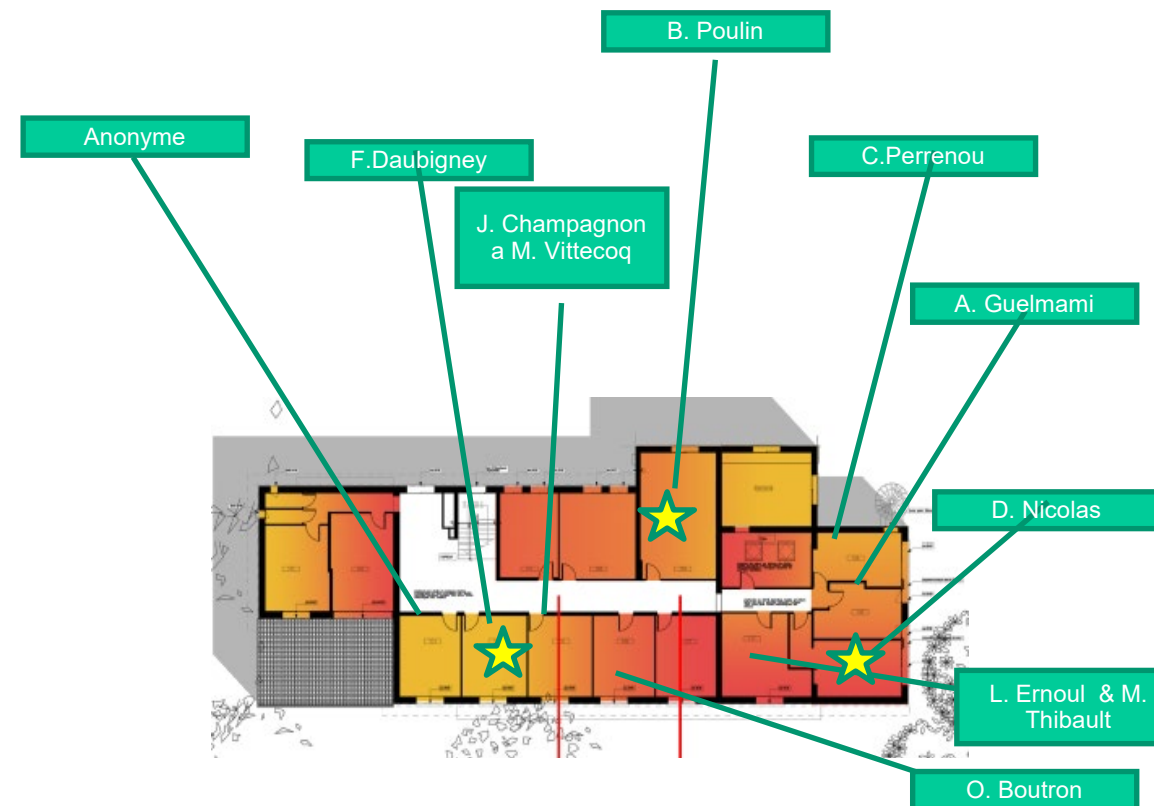 B. Poulin
Anonyme
F.Daubigney
C.Perrenou
J. Champagnon
a M. Vittecoq
A. Guelmami
D. Nicolas
L. Ernoul & M.
Thibault
O. Boutron